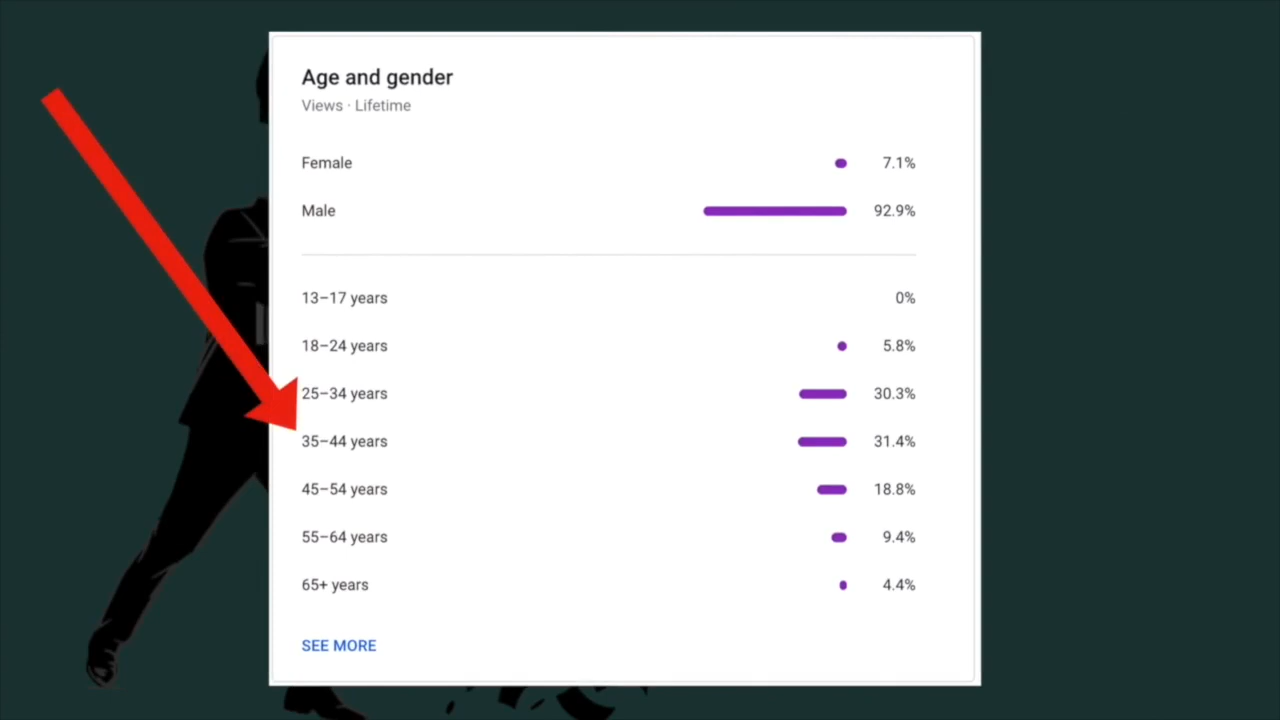 Age and gender
Views · Lifetime
Female 7.1%
Male 92.9%
13–17 years 0%
18–24 years 5.8%
25–34 years 30.3%
35–44 years 31.4%
45–54 years 18.8%
55–64 years 9.4%
65+ years 4.4%
SEE MORE